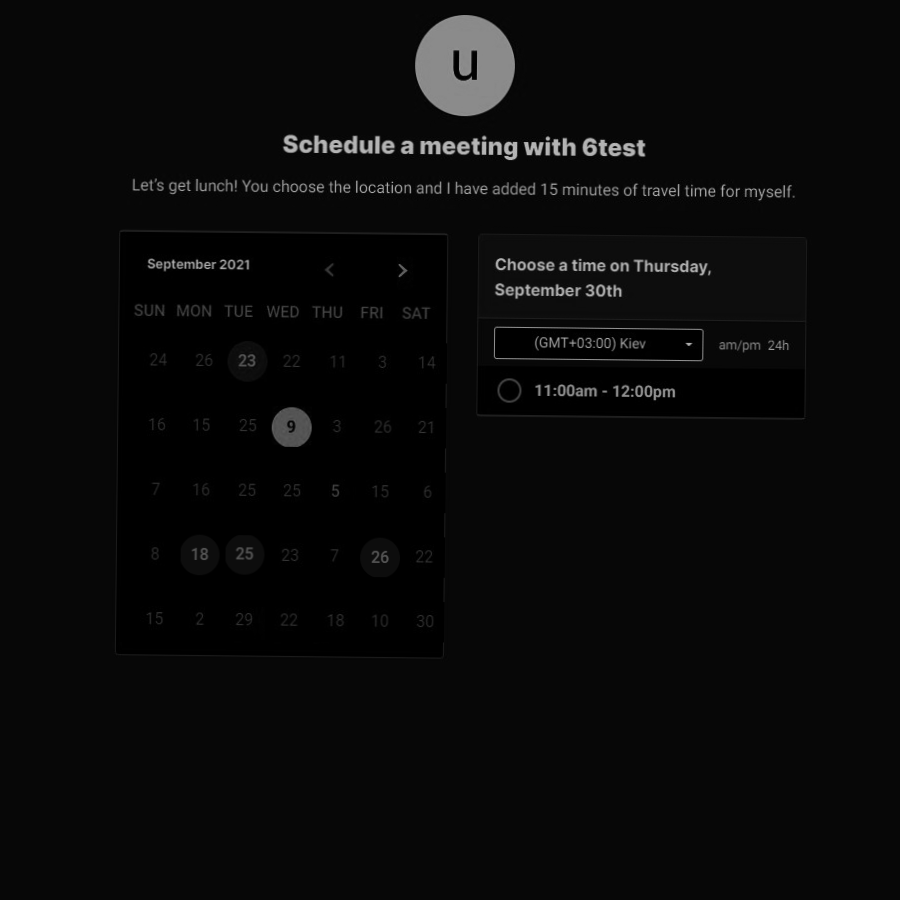 u
Schedule a meeting with 6test
Let's get lunch! You choose the location and I have added 15 minutes of travel time for myself.
September 2021
SUN MON TUE WED THU FRI SAT
24 26 23 22 11 3 14
16 15 25 9 3 26 21
7 16 25 25 5 15 6
8 18 25 23 7 26 22
15 2 29 22 18 10 30
Choose a time on Thursday,
September 30th
(GMT+03:00) Kiev am/pm 24h
11:00am - 12:00pm